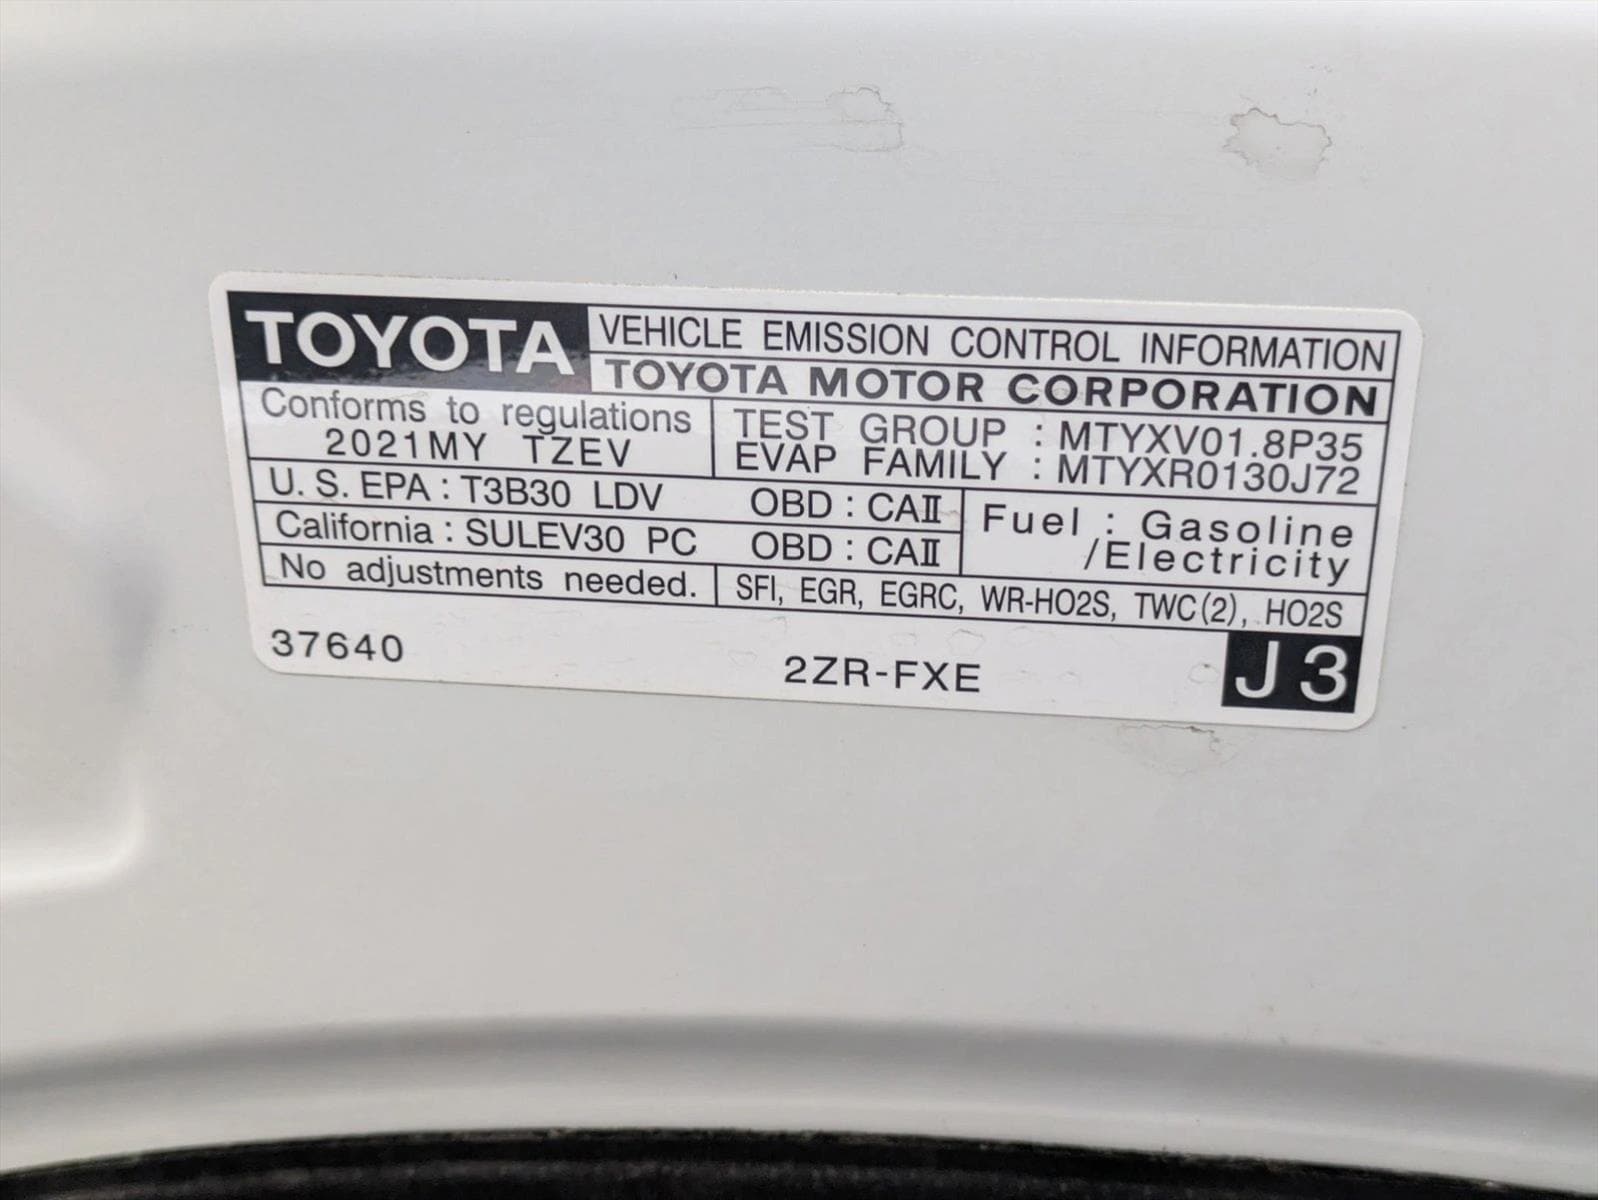 TOYOTA VEHICLE EMISSION CONTROL INFORMATION
TOYOTA MOTOR CORPORATION
Conforms to regulations
2021MY TZEV
TEST GROUP : MTYXV01.8P35
EVAP FAMILY : MTYXR0130J72
U. S. EPA : T3B30 LDV OBD : CAⅡ
California : SULEV30 PC OBD : CAⅡ
Fuel : Gasoline
/Electricity
No adjustments needed. SFI, EGR, EGRC, WR-HO2S, TWC(2), HO2S
37640 2ZR-FXE J3